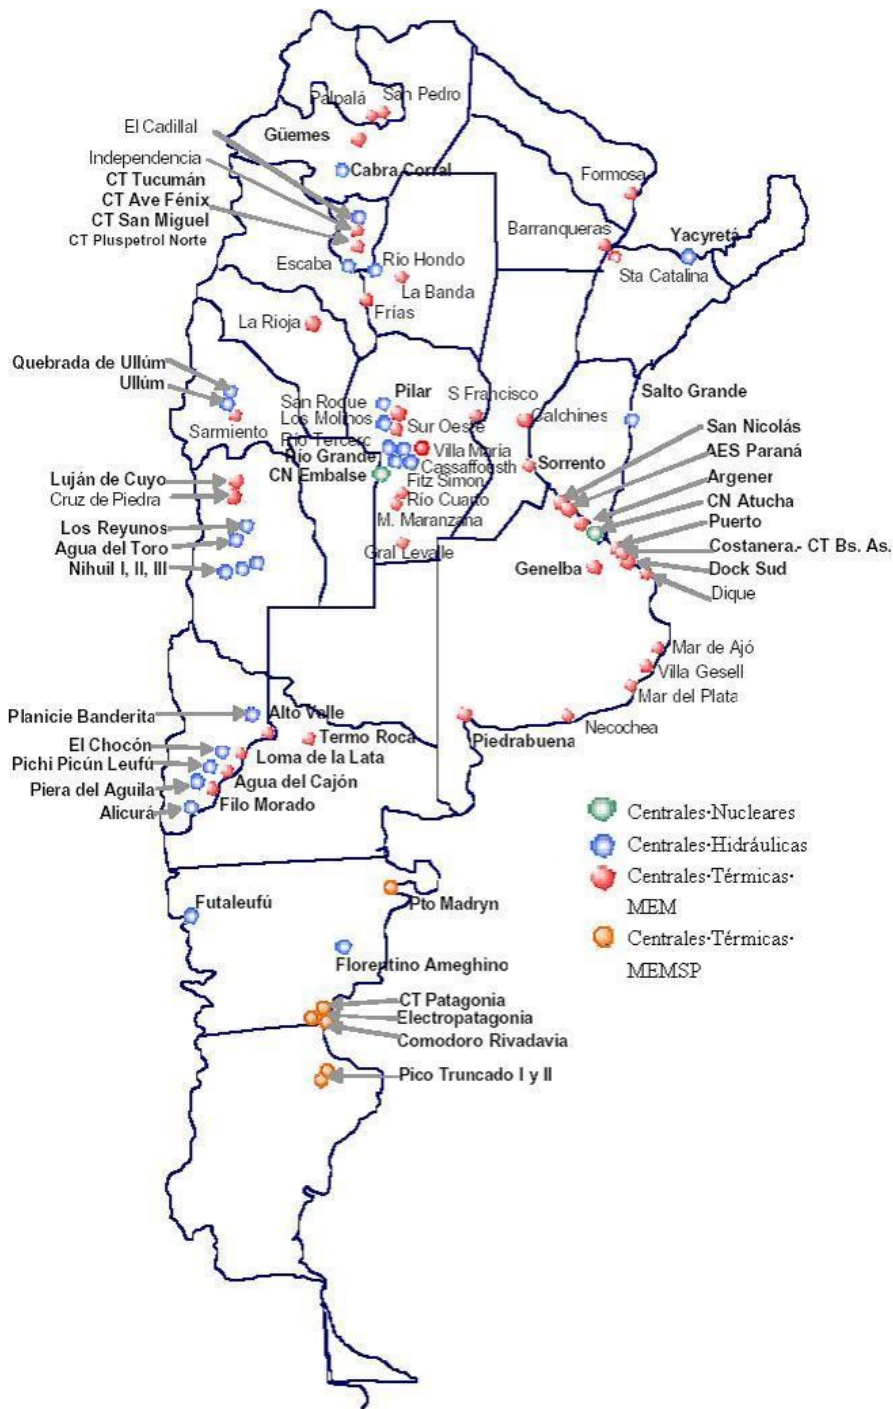 San Pedro
Palpalá
El Cadillal
Güemes
Independencia
Cabra Corral
CT Tucumán
Formosa
CT Ave Fénix
CT San Miguel
Barranqueras
Yacyretá
CT Pluspetrol Norte
Escaba
Río Hondo
Sta Catalina
La Banda
Frías
La Rioja
Quebrada de Ullúm
Ullúm
Pilar
S Francisco
Salto Grande
San Roque
Los Molinos
Sur Oeste
Calchines
San Nicolás
Sarmiento
Río Tercero
Villa María
AES Paraná
Río Grande
Cassaffousth
Sorrento
Luján de Cuyo
CN Embalse
Fitz Simon
Argener
Cruz de Piedra
Río Cuarto
CN Atucha
M. Maranzana
Puerto
Los Reyunos
Agua del Toro
Gral Levalle
Costanera.- CT Bs. As.
Nihuil I, II, III
Genelba
Dock Sud
Dique
Mar de Ajó
Villa Gesell
Mar del Plata
Planicie Banderita
Alto Valle
Necochea
El Chocón
Termo Roca
Piedrabuena
Pichi Picún Leufú
Loma de la Lata
Piera del Aguila
Agua del Cajón
Alicurá
Filo Morado
Centrales·Nucleares
Centrales·Hidráulicas
Centrales·Térmicas·
MEM
Centrales·Térmicas·
MEMSP
Futaleufú
Pto Madryn
Florentino Ameghino
CT Patagonia
Electropatagonia
Comodoro Rivadavia
Pico Truncado I y II